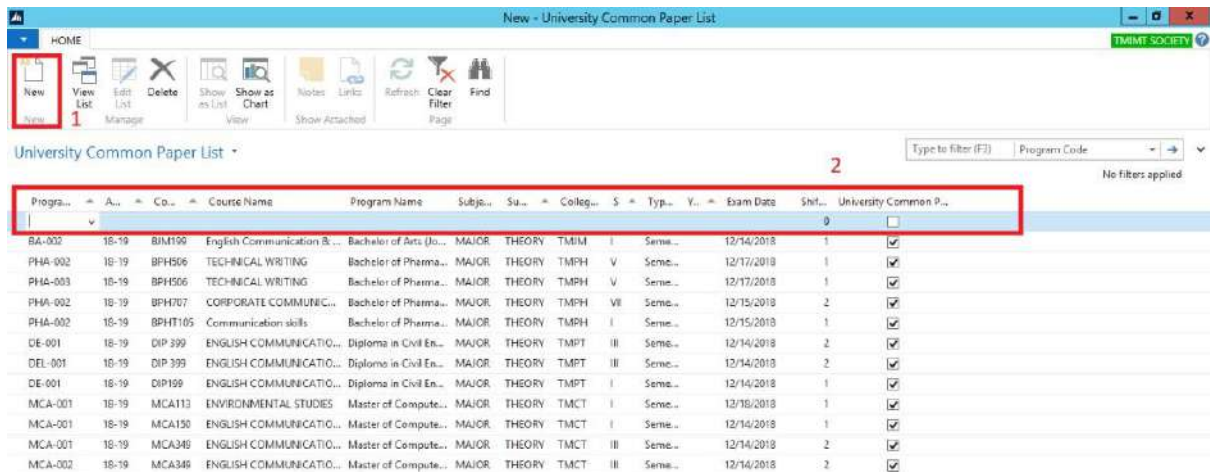 New - University Common Paper List
HOME
TMIMT SOCIETY
New View List Edit List Delete Show as List Show as Chart Notes Links Refresh Clear Filter Find
New 1 Manage View Show Attached Page
University Common Paper List
Type to filter (F3) Program Code
2
No filters applied
Progra... A... Co... Course Name Program Name Subje... Su... Colleg... S Typ... Y... Exam Date Shif... University Common P...
0
BA-002 18-19 BJM199 English Communication & ... Bachelor of Arts (Jo... MAJOR THEORY TMIM I Seme... 12/14/2018 1
PHA-002 18-19 BPH506 TECHNICAL WRITING Bachelor of Pharma... MAJOR THEORY TMPH V Seme... 12/17/2018 1
PHA-003 18-19 BPH506 TECHNICAL WRITING Bachelor of Pharma... MAJOR THEORY TMPH V Seme... 12/17/2018 1
PHA-002 18-19 BPH707 CORPORATE COMMUNIC... Bachelor of Pharma... MAJOR THEORY TMPH VII Seme... 12/15/2018 2
PHA-002 18-19 BPHT105 Communication skills Bachelor of Pharma... MAJOR THEORY TMPH I Seme... 12/15/2018 1
DE-001 18-19 DIP 399 ENGLISH COMMUNICATIO... Diploma in Civil En... MAJOR THEORY TMPT III Seme... 12/14/2018 2
DEL-001 18-19 DIP 399 ENGLISH COMMUNICATIO... Diploma in Civil En... MAJOR THEORY TMPT III Seme... 12/14/2018 2
DE-001 18-19 DIP199 ENGLISH COMMUNICATIO... Diploma in Civil En... MAJOR THEORY TMPT I Seme... 12/14/2018 1
MCA-001 18-19 MCA113 ENVIRONMENTAL STUDIES Master of Compute... MAJOR THEORY TMCT I Seme... 12/18/2018 1
MCA-001 18-19 MCA150 ENGLISH COMMUNICATIO... Master of Compute... MAJOR THEORY TMCT I Seme... 12/14/2018 1
MCA-001 18-19 MCA349 ENGLISH COMMUNICATIO... Master of Compute... MAJOR THEORY TMCT III Seme... 12/14/2018 2
MCA-002 18-19 MCA349 ENGLISH COMMUNICATIO... Master of Compute... MAJOR THEORY TMCT III Seme... 12/14/2018 2